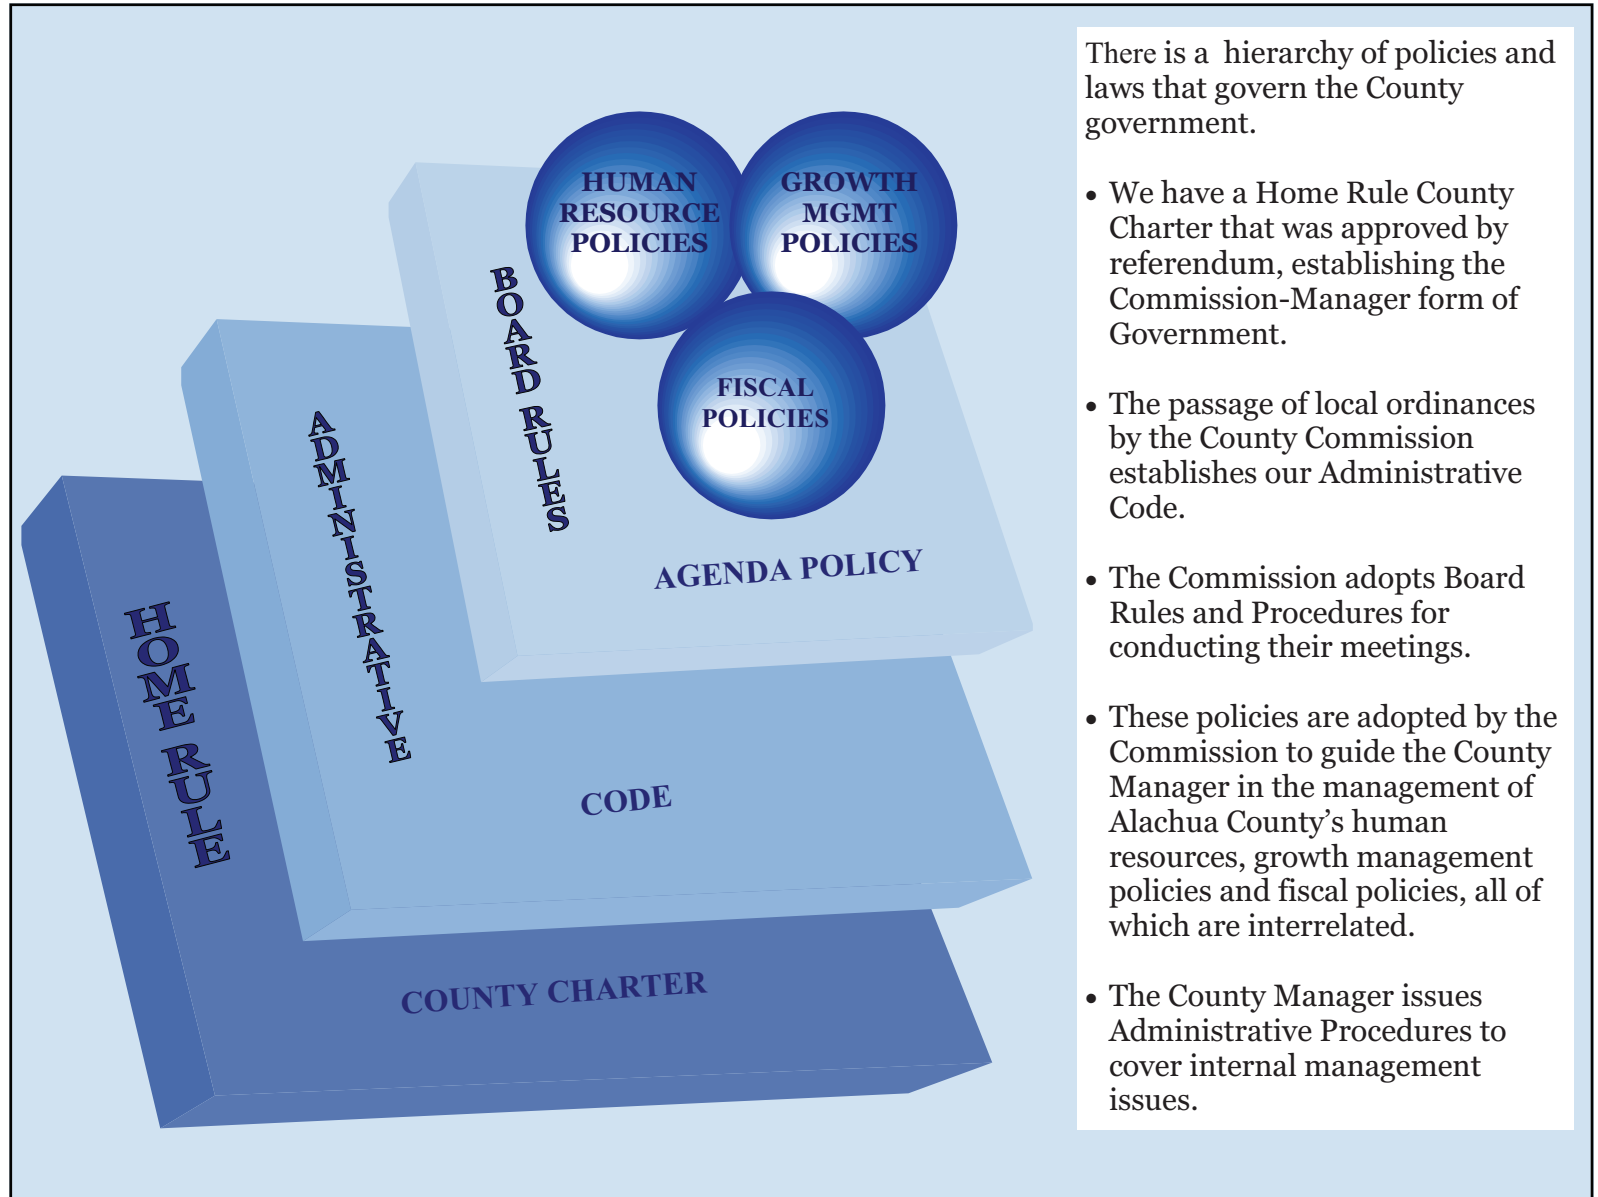 HUMAN
RESOURCE
POLICIES
GROWTH
MGMT
POLICIES
FISCAL
POLICIES
BOARD RULES
AGENDA POLICY
ADMINISTRATIVE
CODE
HOME RULE
COUNTY CHARTER
There is a hierarchy of policies and
laws that govern the County
government.
• We have a Home Rule County
Charter that was approved by
referendum, establishing the
Commission-Manager form of
Government.
• The passage of local ordinances
by the County Commission
establishes our Administrative
Code.
• The Commission adopts Board
Rules and Procedures for
conducting their meetings.
• These policies are adopted by the
Commission to guide the County
Manager in the management of
Alachua County’s human
resources, growth management
policies and fiscal policies, all of
which are interrelated.
• The County Manager issues
Administrative Procedures to
cover internal management
issues.